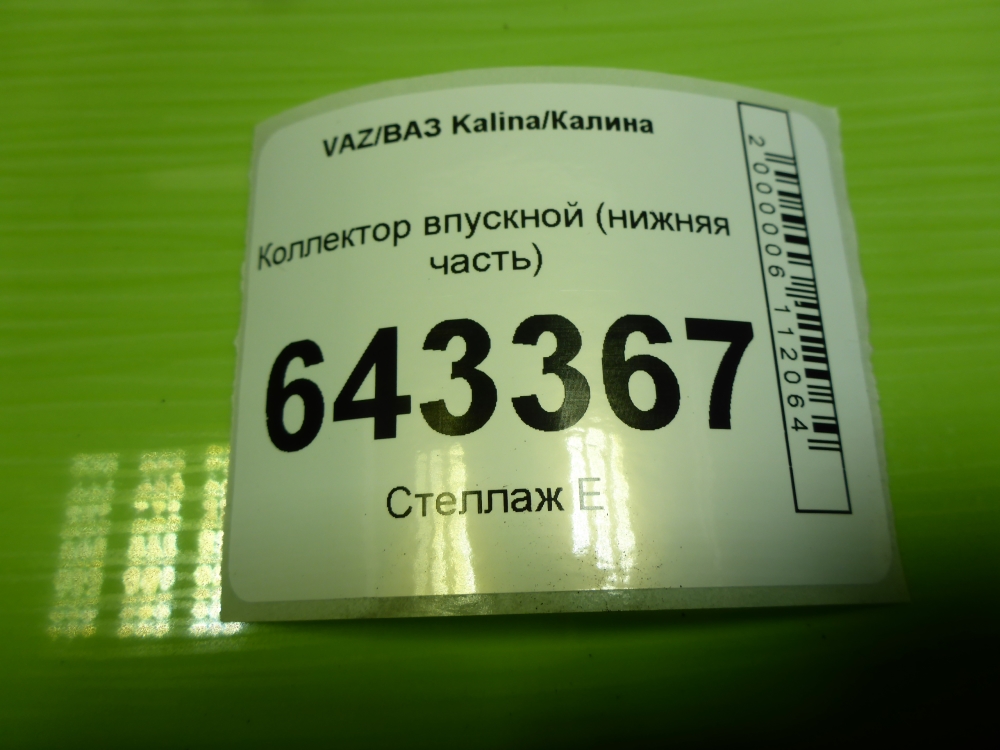 VAZ/ВАЗ Kalina/Калина
Коллектор впускной (нижняя
часть)
643367
Стеллаж E
2000006112064